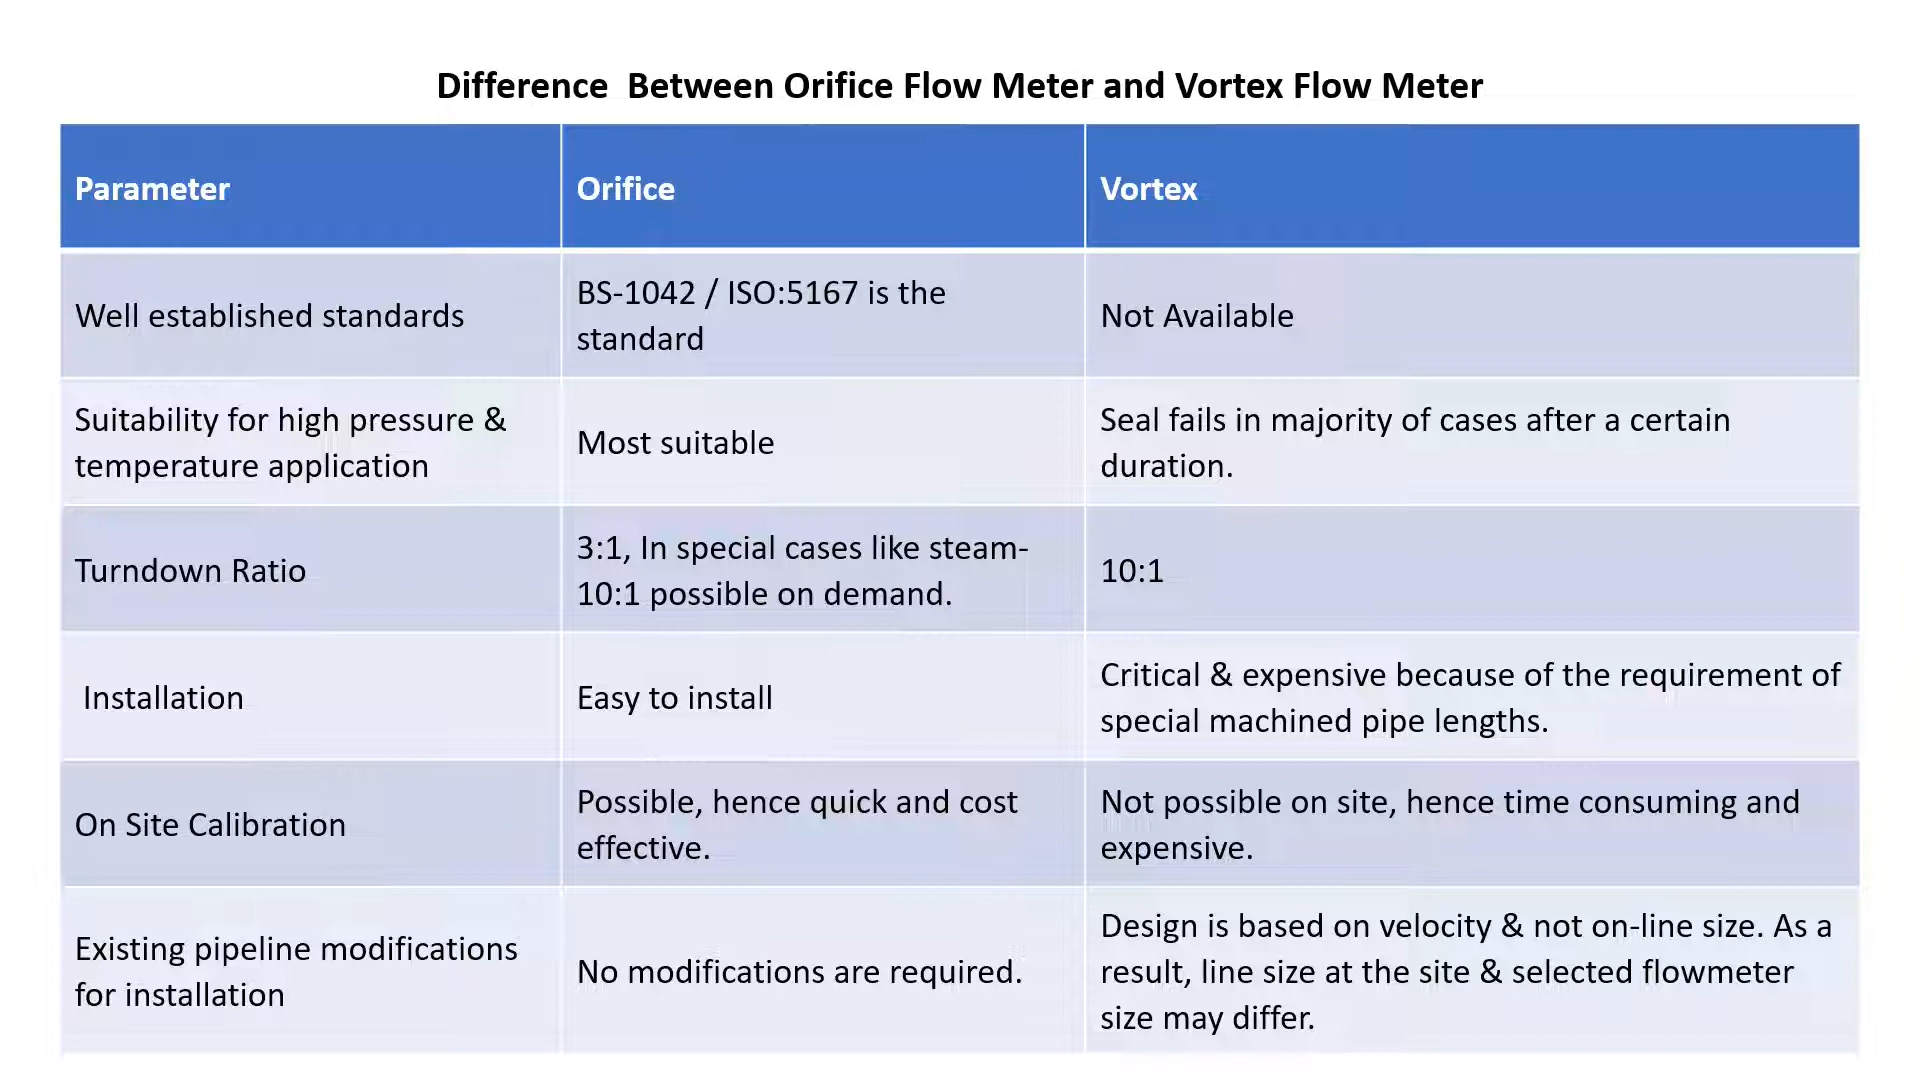 Difference  Between Orifice Flow Meter and Vortex Flow Meter
Parameter
Orifice
Vortex
Well established standards
BS-1042 / ISO:5167 is the
standard
Not Available
Suitability for high pressure &
temperature application
Most suitable
Seal fails in majority of cases after a certain
duration.
Turndown Ratio
3:1, In special cases like steam-
10:1 possible on demand.
10:1
Installation
Easy to install
Critical & expensive because of the requirement of
special machined pipe lengths.
On Site Calibration
Possible, hence quick and cost
effective.
Not possible on site, hence time consuming and
expensive.
Existing pipeline modifications
for installation
No modifications are required.
Design is based on velocity & not on-line size. As a
result, line size at the site & selected flowmeter
size may differ.